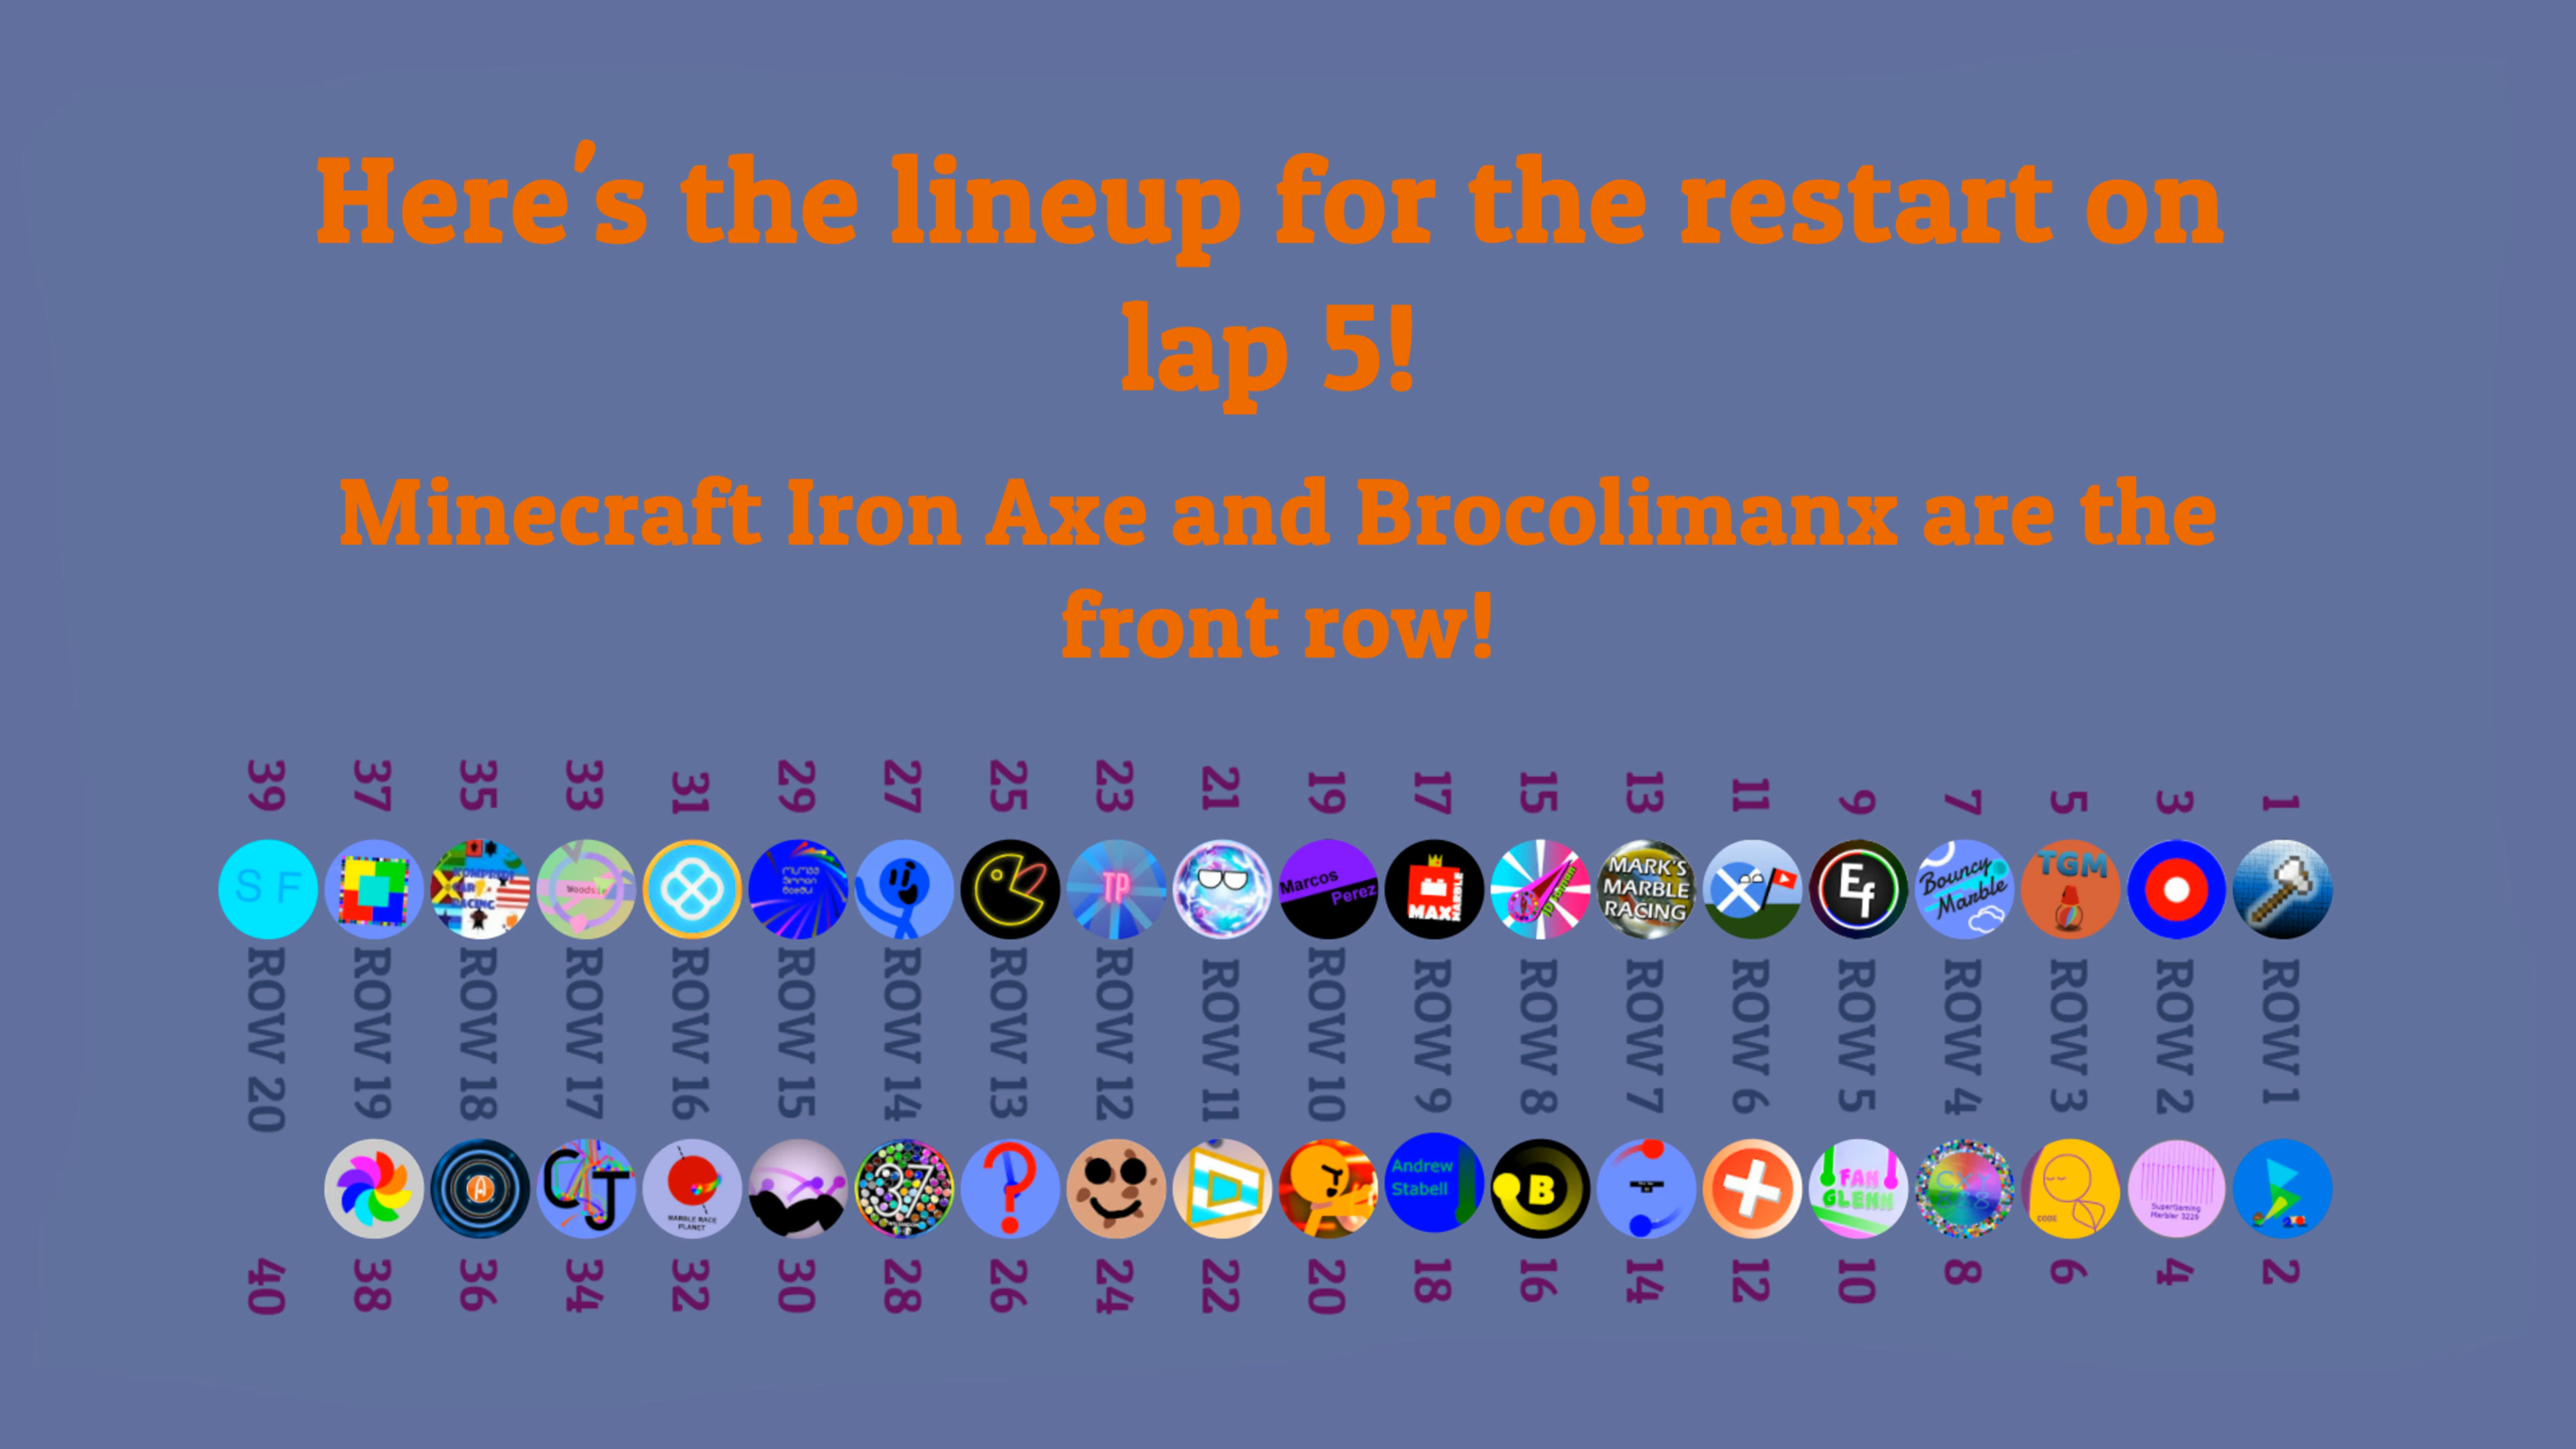 Here's the lineup for the restart on
lap 5!
Minecraft Iron Axe and Brocolimanx are the
front row!
39 37 35 33 31 29 27 25 23 21 19 17 15 13 11 9 7 5 3 1
S F
Woodsie
TP
Marcos
Perez
MAX
MARBLE
MARK'S
MARBLE
RACING
Ef
Bouncy
Marble
TGM
ROW 20 ROW 19 ROW 18 ROW 17 ROW 16 ROW 15 ROW 14 ROW 13 ROW 12 ROW 11 ROW 10 ROW 9 ROW 8 ROW 7 ROW 6 ROW 5 ROW 4 ROW 3 ROW 2 ROW 1
A
CJ
MARBLE RACE
PLANET
37
?
Andrew
Stabell
B
FAN
GLENN
CODE
SuperGaming
Marbler 3229
40 38 36 34 32 30 28 26 24 22 20 18 16 14 12 10 8 6 4 2